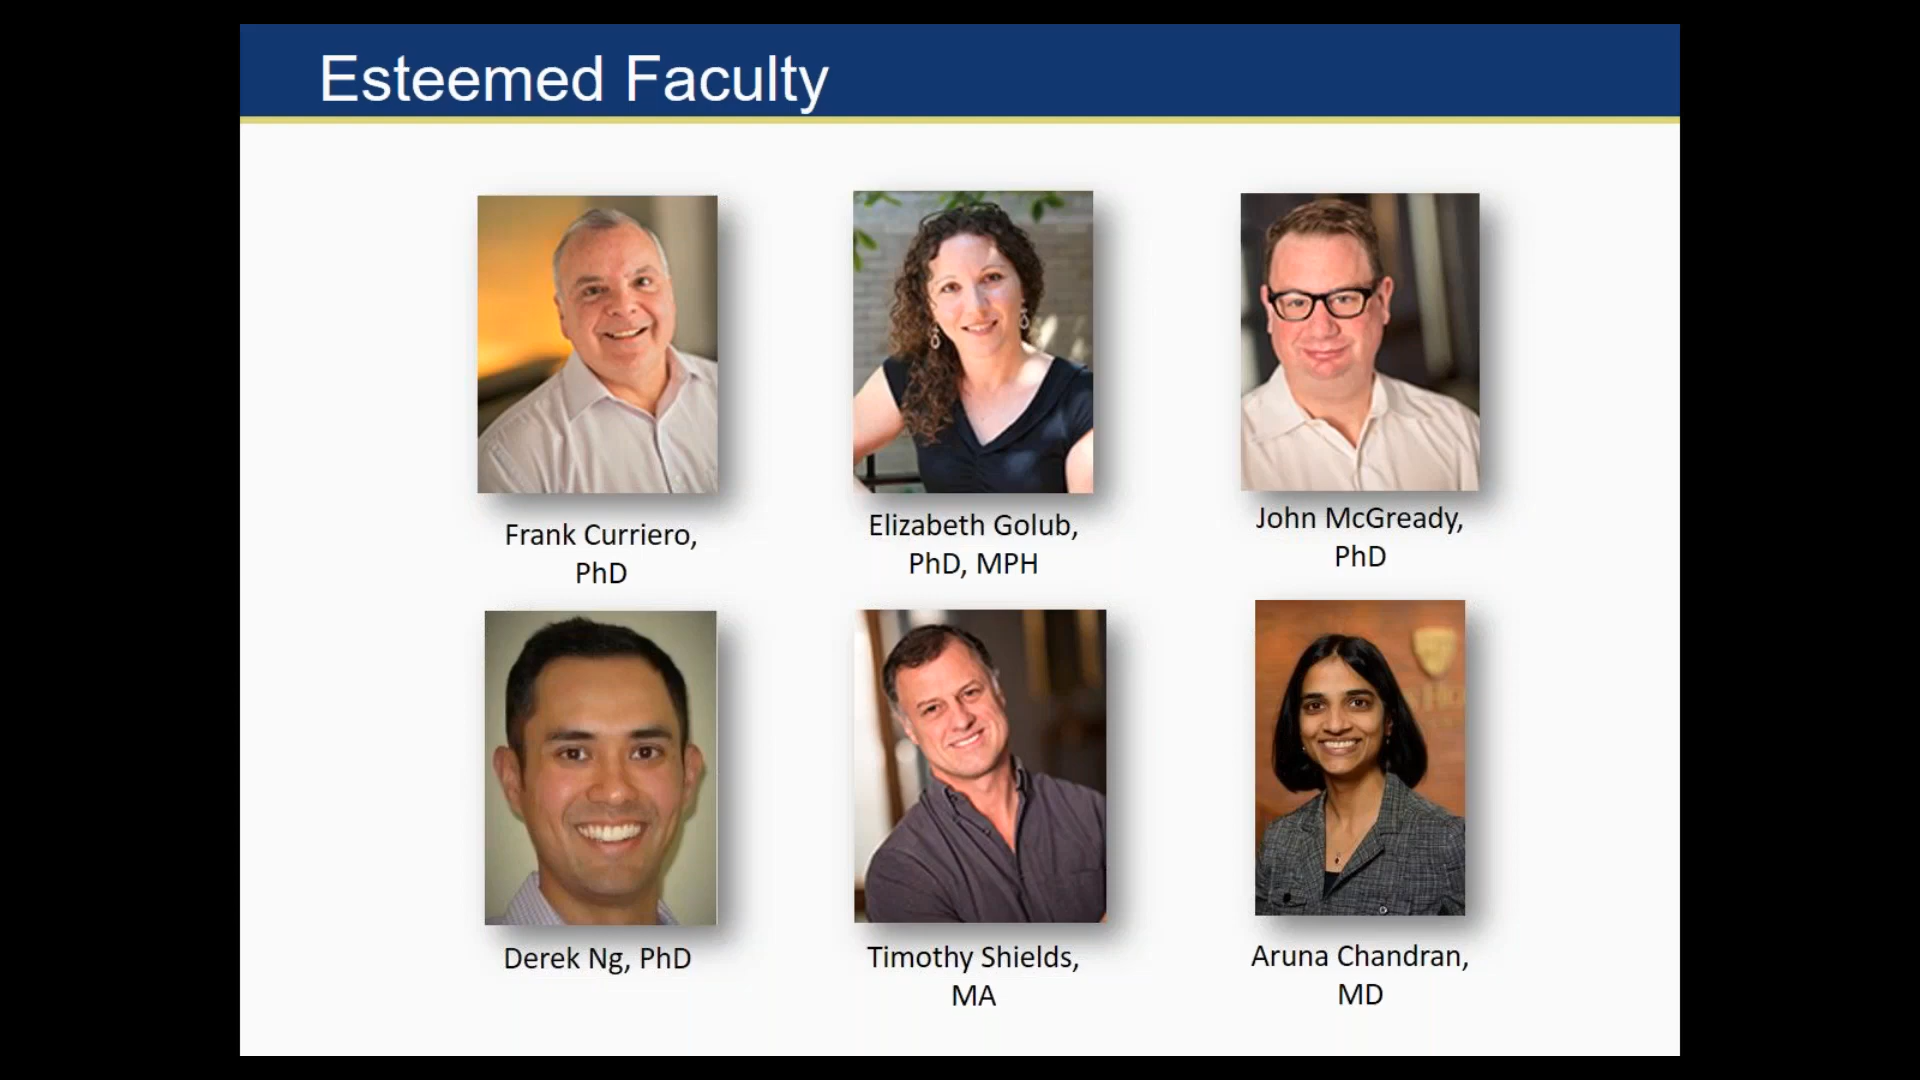 Esteemed Faculty
Frank Curriero,
PhD
Elizabeth Golub,
PhD, MPH
John McGready,
PhD
Derek Ng, PhD
Timothy Shields,
MA
Aruna Chandran,
MD